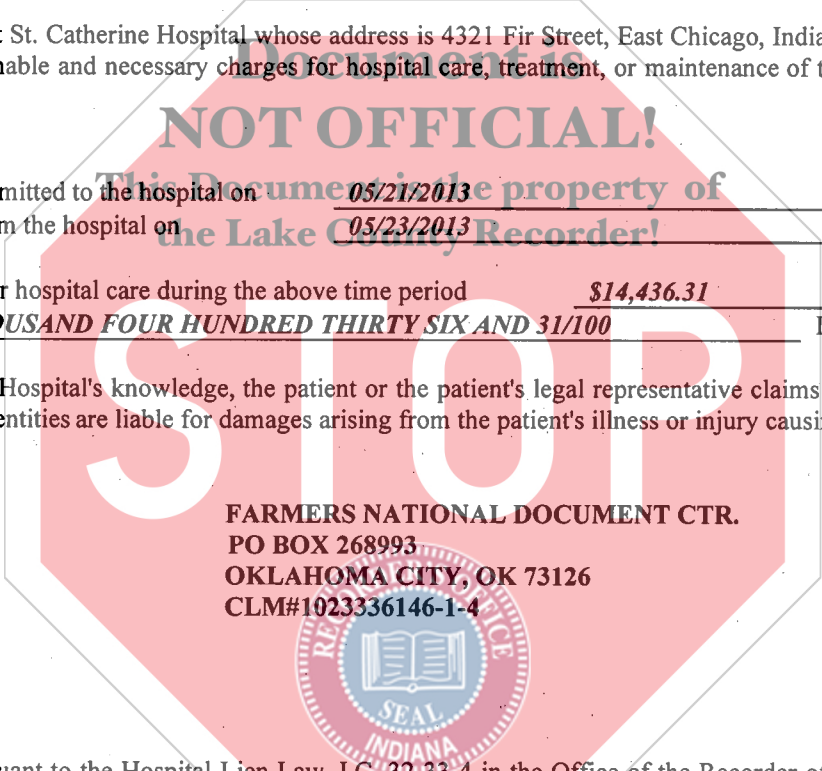 : St. Catherine Hospital whose address is 4321 Fir Street, East Chicago, India
Document is
nable and necessary charges for hospital care, treatment, or maintenance of t
NOT OFFICIAL!
This Document is the property of
mitted to the hospital on 05/21/2013
m the hospital on 05/23/2013
the Lake County Recorder!
r hospital care during the above time period $14,436.31
OUSAND FOUR HUNDRED THIRTY SIX AND 31/100
STOP
Hospital's knowledge, the patient or the patient's legal representative claims
entities are liable for damages arising from the patient's illness or injury causi
FARMERS NATIONAL DOCUMENT CTR.
PO BOX 268993
OKLAHOMA CITY, OK 73126
CLM#1023336146-1-4
RECORDER'S OFFICE
SEAL
INDIANA
uant to the Hospital Lien Law, I.C. 32-33-4 in the Office of the Recorder of